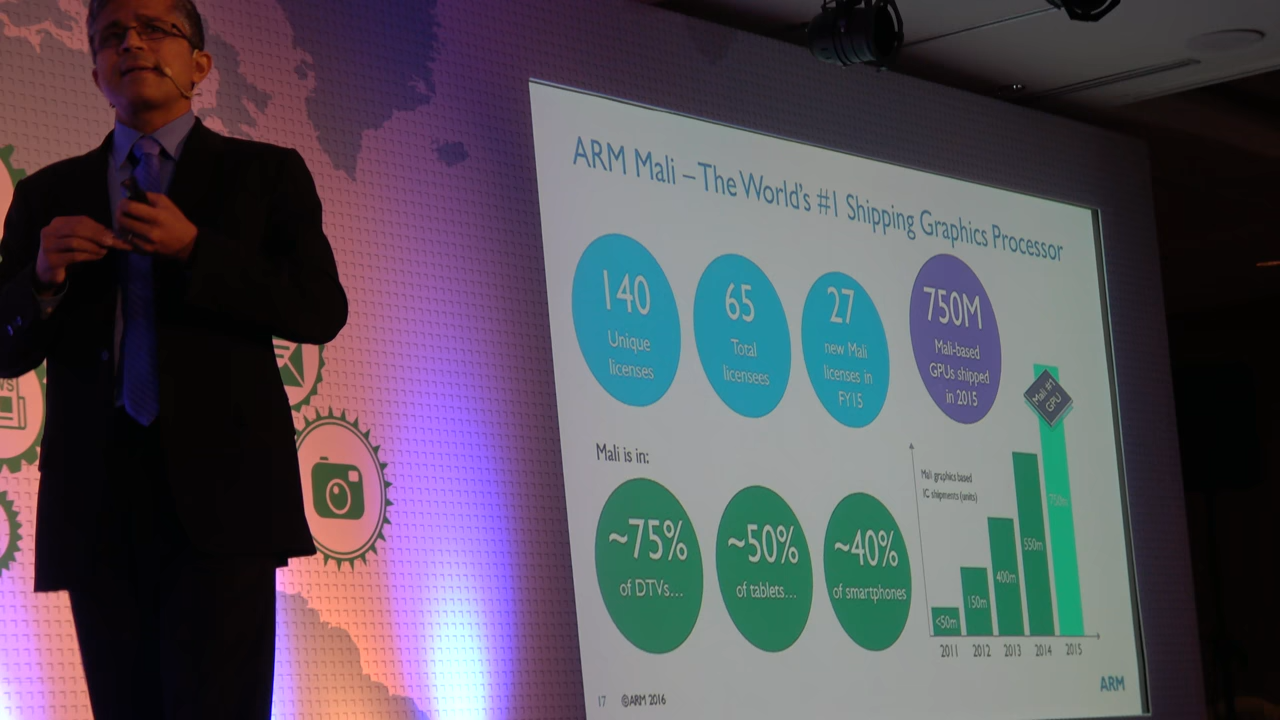 ARM Mali – The World's #1 Shipping Graphics Processor
140
Unique
licenses
65
Total
licensees
27
new Mali
licenses in
FY15
750M
Mali-based
GPUs shipped
in 2015
Mali is in:
~75%
of DTVs...
~50%
of tablets...
~40%
of smartphones
Mali graphics based
IC shipments (units)
Mali #1
GPU
<50m
150m
400m
550m
750m
2011
2012
2013
2014
2015
17
©ARM 2016
ARM
WS